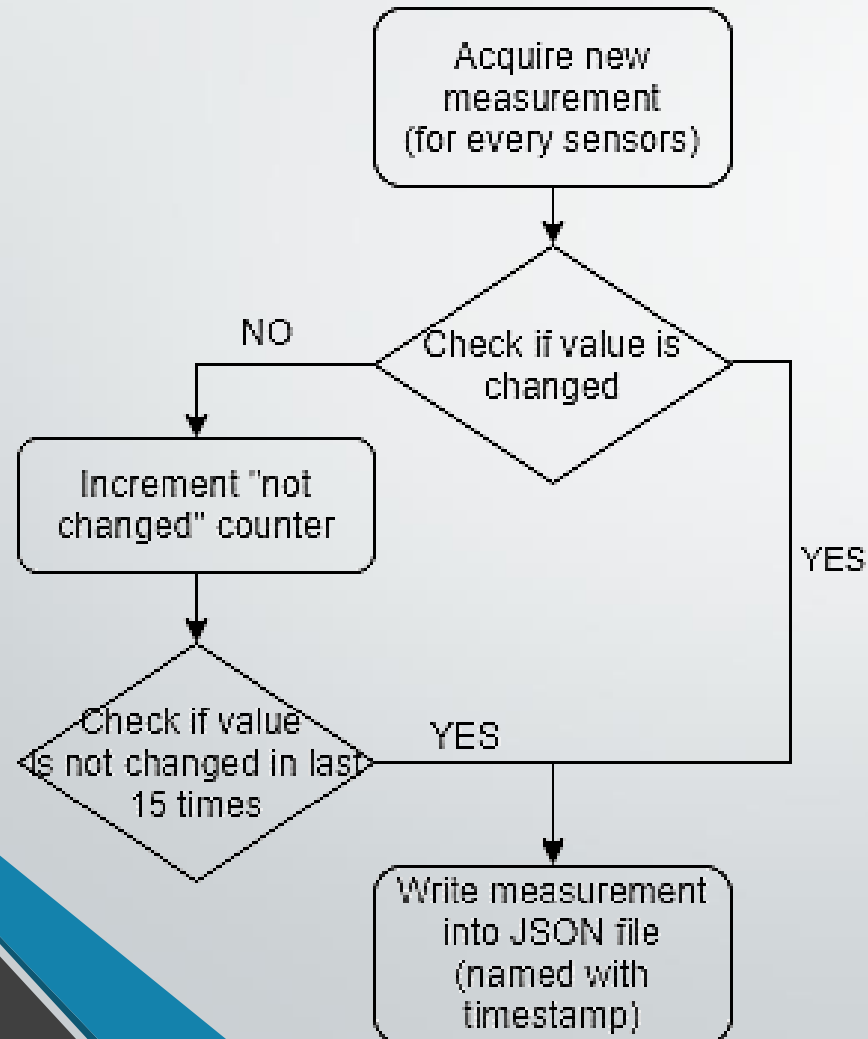 Acquire new
measurement
(for every sensors)
Check if value is
changed
NO
Increment "not
changed" counter
YES
Check if value
is not changed in last
15 times
YES
Write measurement
into JSON file
(named with
timestamp)